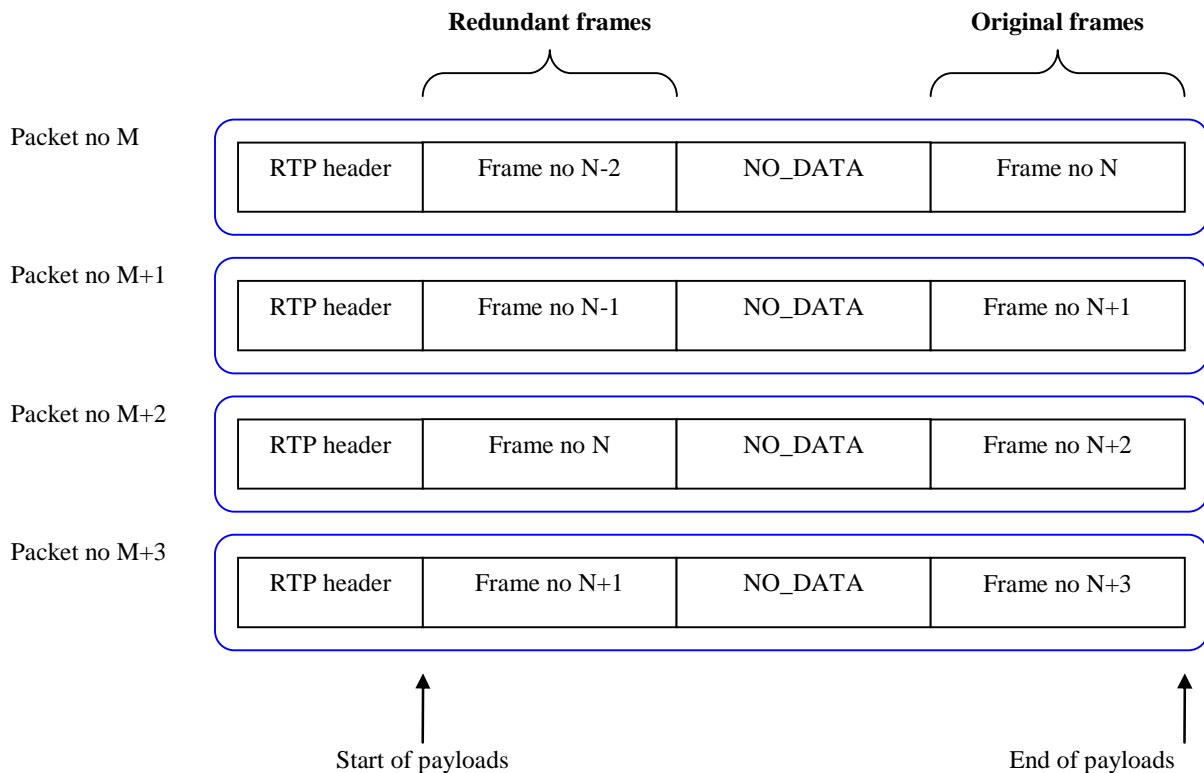 Redundant frames Original frames
Packet no M
RTP header Frame no N-2 NO_DATA Frame no N
Packet no M+1
RTP header Frame no N-1 NO_DATA Frame no N+1
Packet no M+2
RTP header Frame no N NO_DATA Frame no N+2
Packet no M+3
RTP header Frame no N+1 NO_DATA Frame no N+3
Start of payloads End of payloads